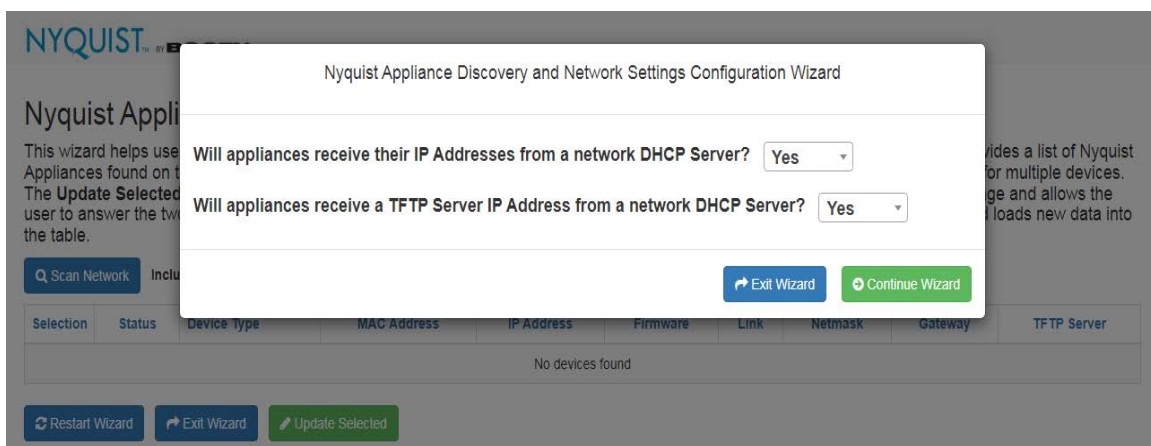 NYQUIST™ BY
Nyquist Appliance Discovery and Network Settings Configuration Wizard
Nyquist Appli
This wizard helps use
vides a list of Nyquist
Will appliances receive their IP Addresses from a network DHCP Server? Yes
Appliances found on t
for multiple devices.
The Update Selected
ge and allows the
Will appliances receive a TFTP Server IP Address from a network DHCP Server? Yes
user to answer the two
loads new data into
the table.
Scan Network Inclu
Exit Wizard Continue Wizard
Selection Status Device Type MAC Address IP Address Firmware Link Netmask Gateway TFTP Server
No devices found
Restart Wizard Exit Wizard Update Selected